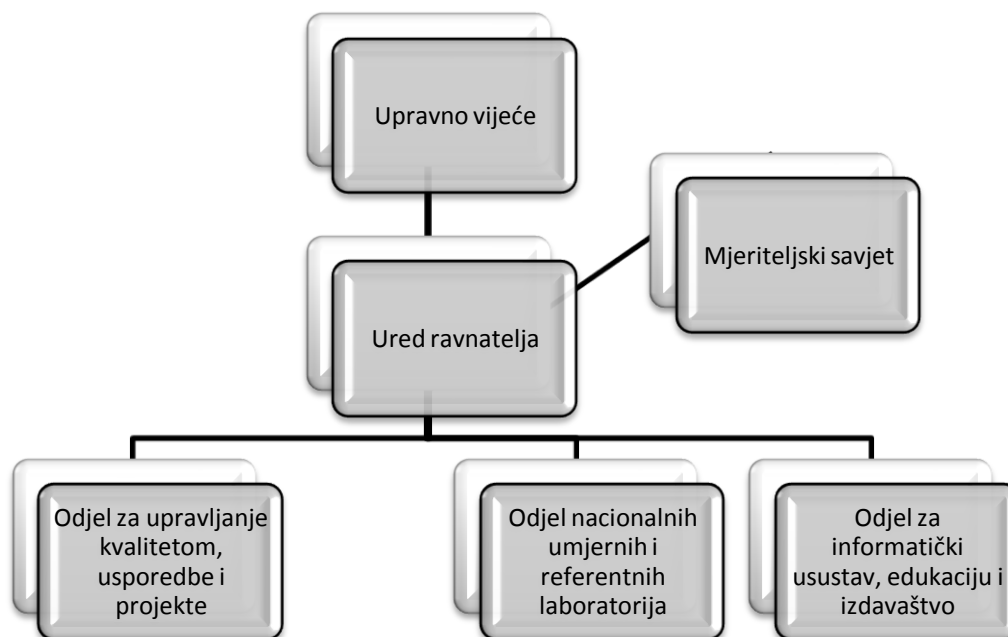 Upravno vijeće
Mjeriteljski savjet
Ured ravnatelja
Odjel za upravljanje
kvalitetom,
usporedbe i
projekte
Odjel nacionalnih
umjernih i
referentnih
laboratorija
Odjel za
informatički
usustav, edukaciju i
izdavaštvo